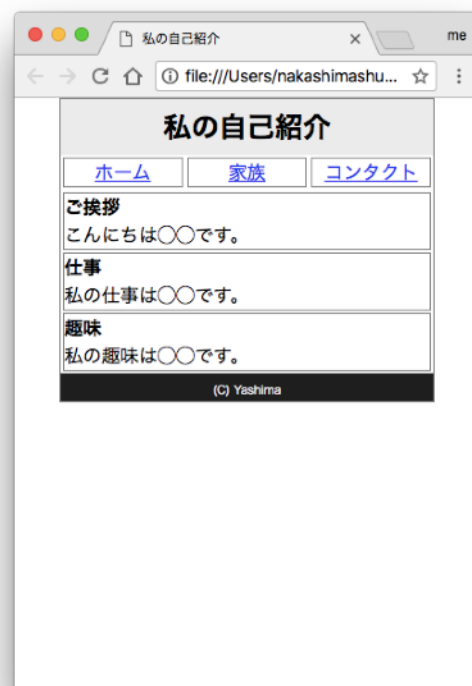 私の自己紹介
me
file:///Users/nakashimashu...
私の自己紹介
ホーム 家族 コンタクト
ご挨拶
こんにちは◯◯です。
仕事
私の仕事は◯◯です。
趣味
私の趣味は◯◯です。
(C) Yashima